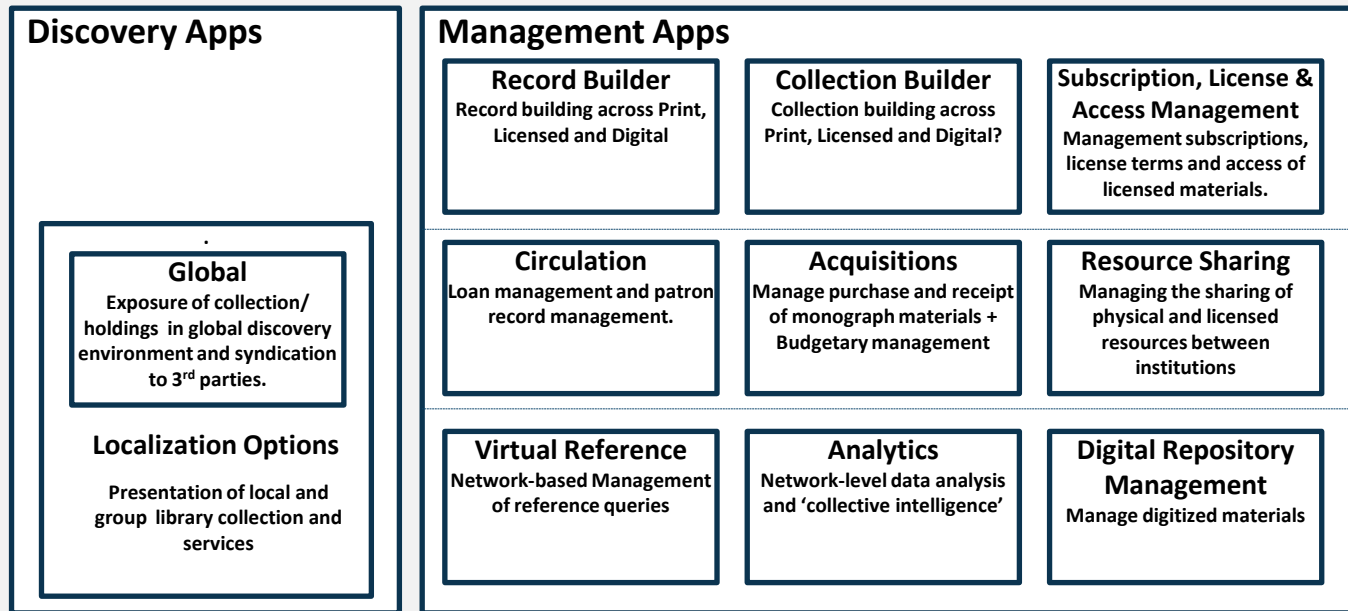 Discovery Apps
.
Global
Exposure of collection/
holdings in global discovery
environment and syndication
to 3rd parties.
Localization Options
Presentation of local and
group library collection and
services
Management Apps
Record Builder
Record building across Print,
Licensed and Digital
Collection Builder
Collection building across
Print, Licensed and Digital?
Subscription, License &
Access Management
Management subscriptions,
license terms and access of
licensed materials.
Circulation
Loan management and patron
record management.
Acquisitions
Manage purchase and receipt
of monograph materials +
Budgetary management
Resource Sharing
Managing the sharing of
physical and licensed
resources between
institutions
Virtual Reference
Network-based Management
of reference queries
Analytics
Network-level data analysis
and ‘collective intelligence’
Digital Repository
Management
Manage digitized materials